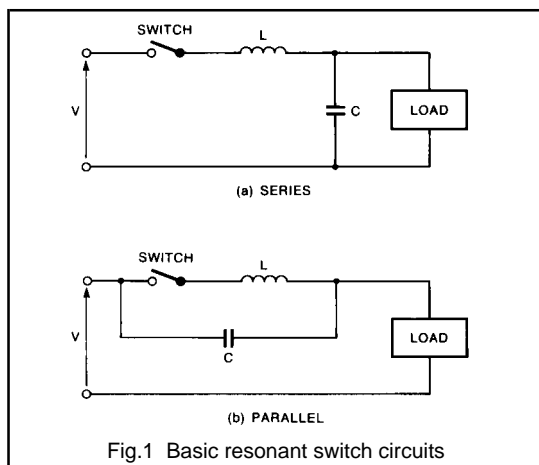 SWITCH
L
V
C
LOAD
(a) SERIES
SWITCH
L
V
C
LOAD
(b) PARALLEL
Fig.1 Basic resonant switch circuits